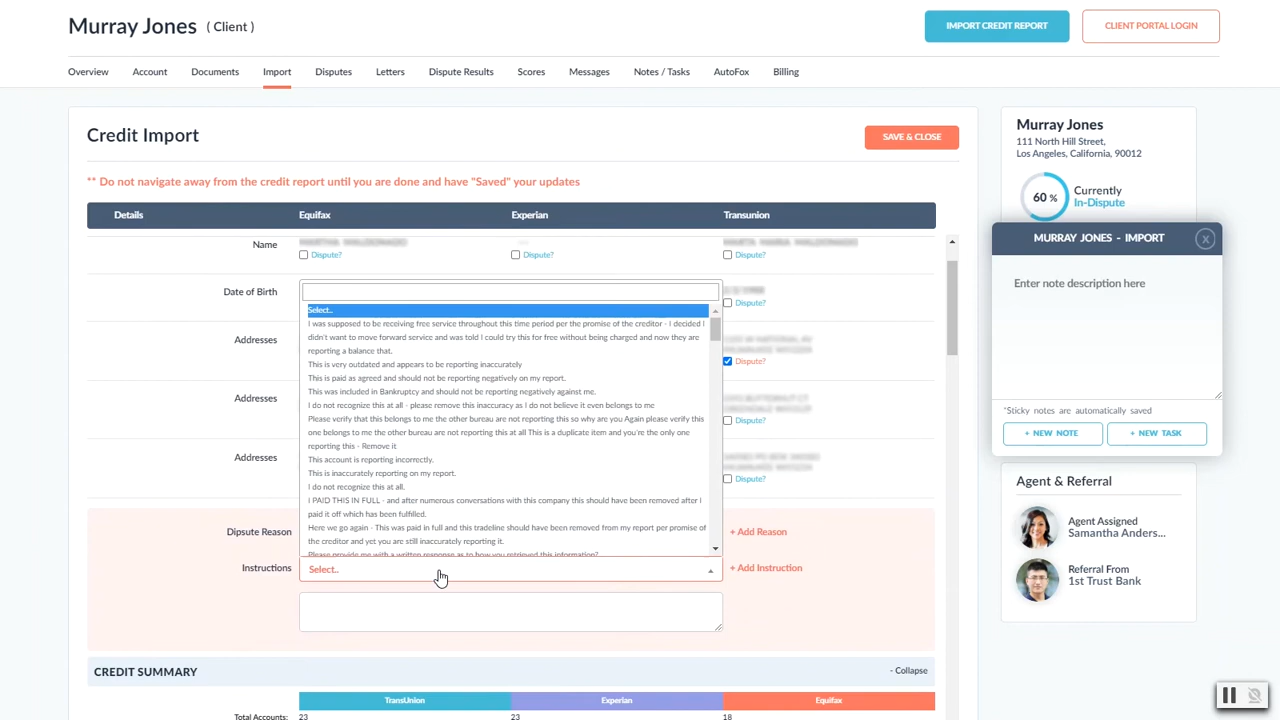 Murray Jones ( Client )
IMPORT CREDIT REPORT
CLIENT PORTAL LOGIN
Overview Account Documents Import Disputes Letters Dispute Results Scores Messages Notes / Tasks AutoFox Billing
Credit Import
SAVE & CLOSE
** Do not navigate away from the credit report until you are done and have "Saved" your updates
Details Equifax Experian Transunion
Name
Dispute? Dispute? Dispute?
Date of Birth
Dispute?
Addresses
Dispute?
Addresses
Dispute?
Addresses
Dispute?
Select..
I was supposed to be receiving free service throughout this time period per the promise of the creditor - I decided I
didn't want to move forward service and was told I could try this for free without being charged and now they are
reporting a balance that.
This is very outdated and appears to be reporting inaccurately
This is paid as agreed and should not be reporting negatively on my report.
This was included in Bankruptcy and should not be reporting negatively against me.
I do not recognize this at all - please remove this inaccuracy as I do not believe it even belongs to me
Please verify that this belongs to me the other bureau are not reporting this so why are you Again please verify this
one belongs to me the other bureau are not reporting this at all This is a duplicate item and you're the only one
reporting this - Remove it
This account is reporting incorrectly.
This is inaccurately reporting on my report.
I do not recognize this at all.
I PAID THIS IN FULL - and after numerous conversations with this company this should have been removed after I
paid it off which has been fulfilled.
Here we go again - This was paid in full and this tradeline should have been removed from my report per promise of
the creditor and yet you are still inaccurately reporting it.
Please provide me with a written response as to how you retrieved this information?
Dipsute Reason
+ Add Reason
Instructions
Select..
+ Add Instruction
CREDIT SUMMARY
- Collapse
TransUnion Experian Equifax
Total Accounts: 23 23 18
Murray Jones
111 North Hill Street,
Los Angeles, California, 90012
60 %
Currently
In-Dispute
MURRAY JONES - IMPORT
X
Enter note description here
*Sticky notes are automatically saved
+ NEW NOTE
+ NEW TASK
Agent & Referral
Agent Assigned
Samantha Anders...
Referral From
1st Trust Bank